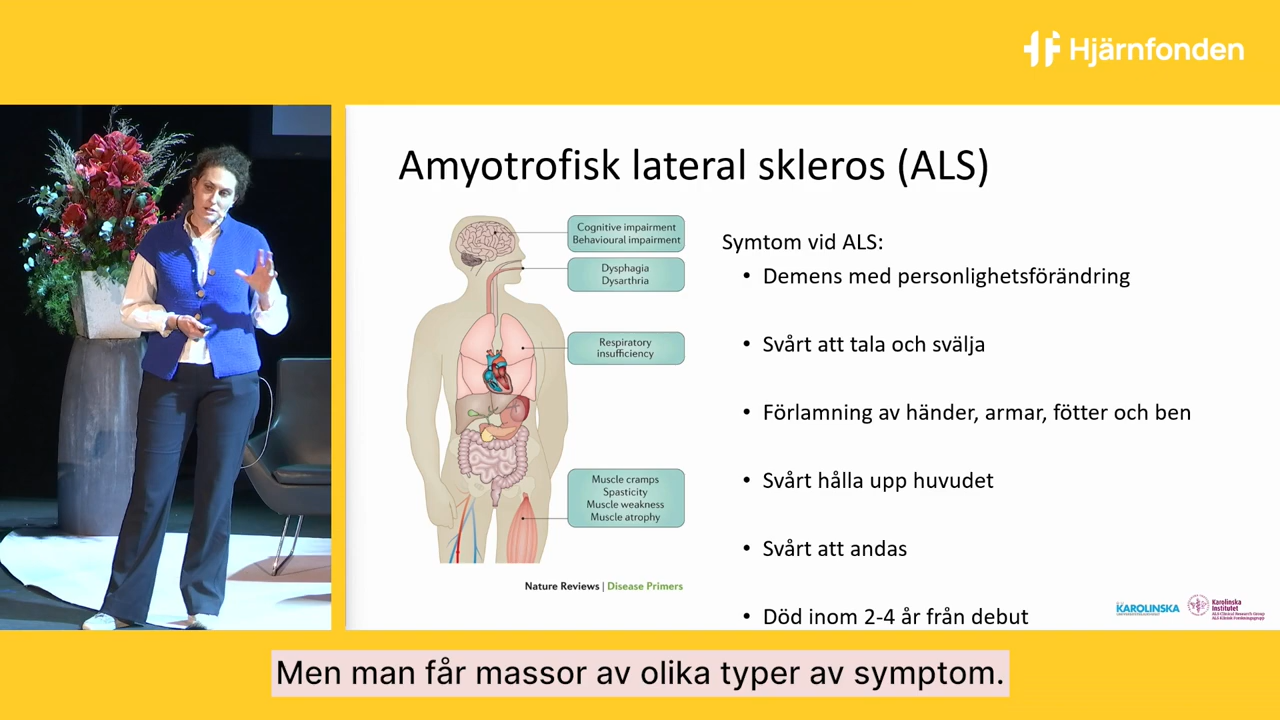 Hjärnfonden
Amyotrofisk lateral skleros (ALS)
Cognitive impairment
Behavioural impairment
Dysphagia
Dysarthria
Respiratory
insufficiency
Muscle cramps
Spasticity
Muscle weakness
Muscle atrophy
Nature Reviews | Disease Primers
Symtom vid ALS:
• Demens med personlighetsförändring
• Svårt att tala och svälja
• Förlamning av händer, armar, fötter och ben
• Svårt hålla upp huvudet
• Svårt att andas
• Död inom 2-4 år från debut
KAROLINSKA
Karolinska
Institutet
Men man får massor av olika typer av symptom.